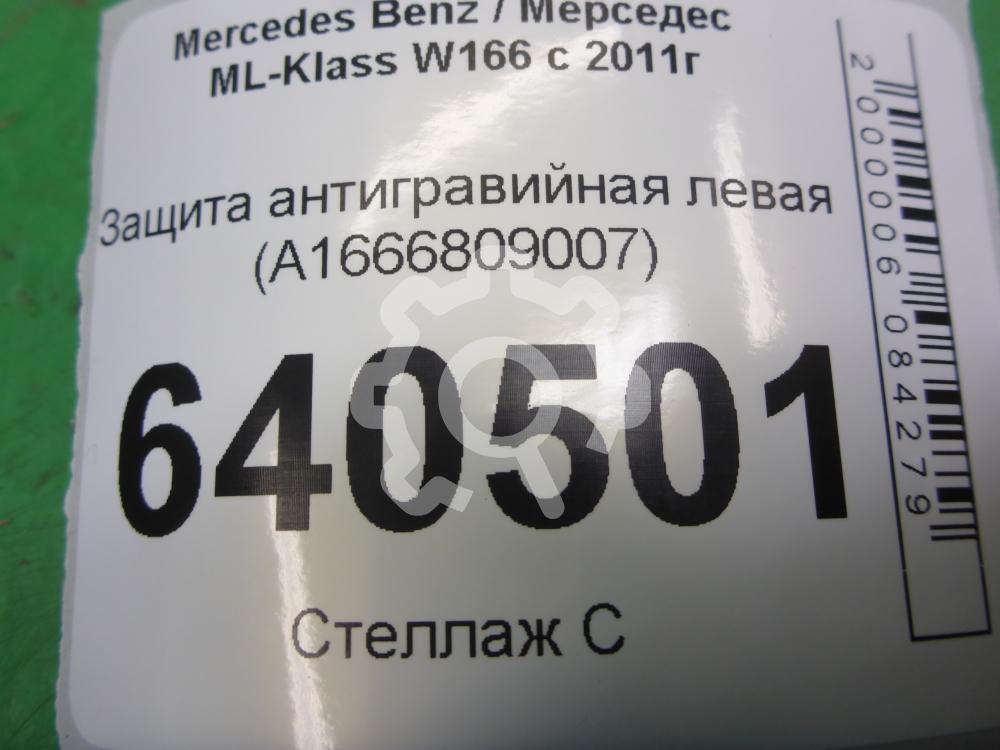 Mercedes Benz / Мерседес
ML-Klass W166 с 2011г
Защита антигравийная левая
(A1666809007)
640501
Стеллаж С
2000006084279